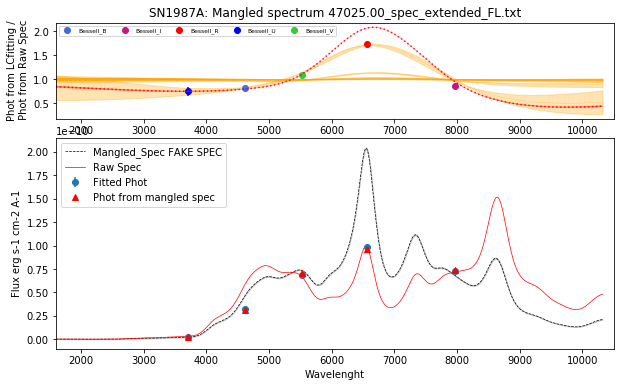 SN1987A: Mangled spectrum 47025.00_spec_extended_FL.txt
Phot from LCfitting /
Phot from Raw Spec
2.0
1.5
1.0
0.5
Bessell_B
Bessell_I
Bessell_R
Bessell_U
Bessell_V
2000 3000 4000 5000 6000 7000 8000 9000 10000
1e-10
Flux erg s-1 cm-2 A-1
2.00
1.75
1.50
1.25
1.00
0.75
0.50
0.25
0.00
Mangled_Spec FAKE SPEC
Raw Spec
Fitted Phot
Phot from mangled spec
2000 3000 4000 5000 6000 7000 8000 9000 10000
Wavelenght